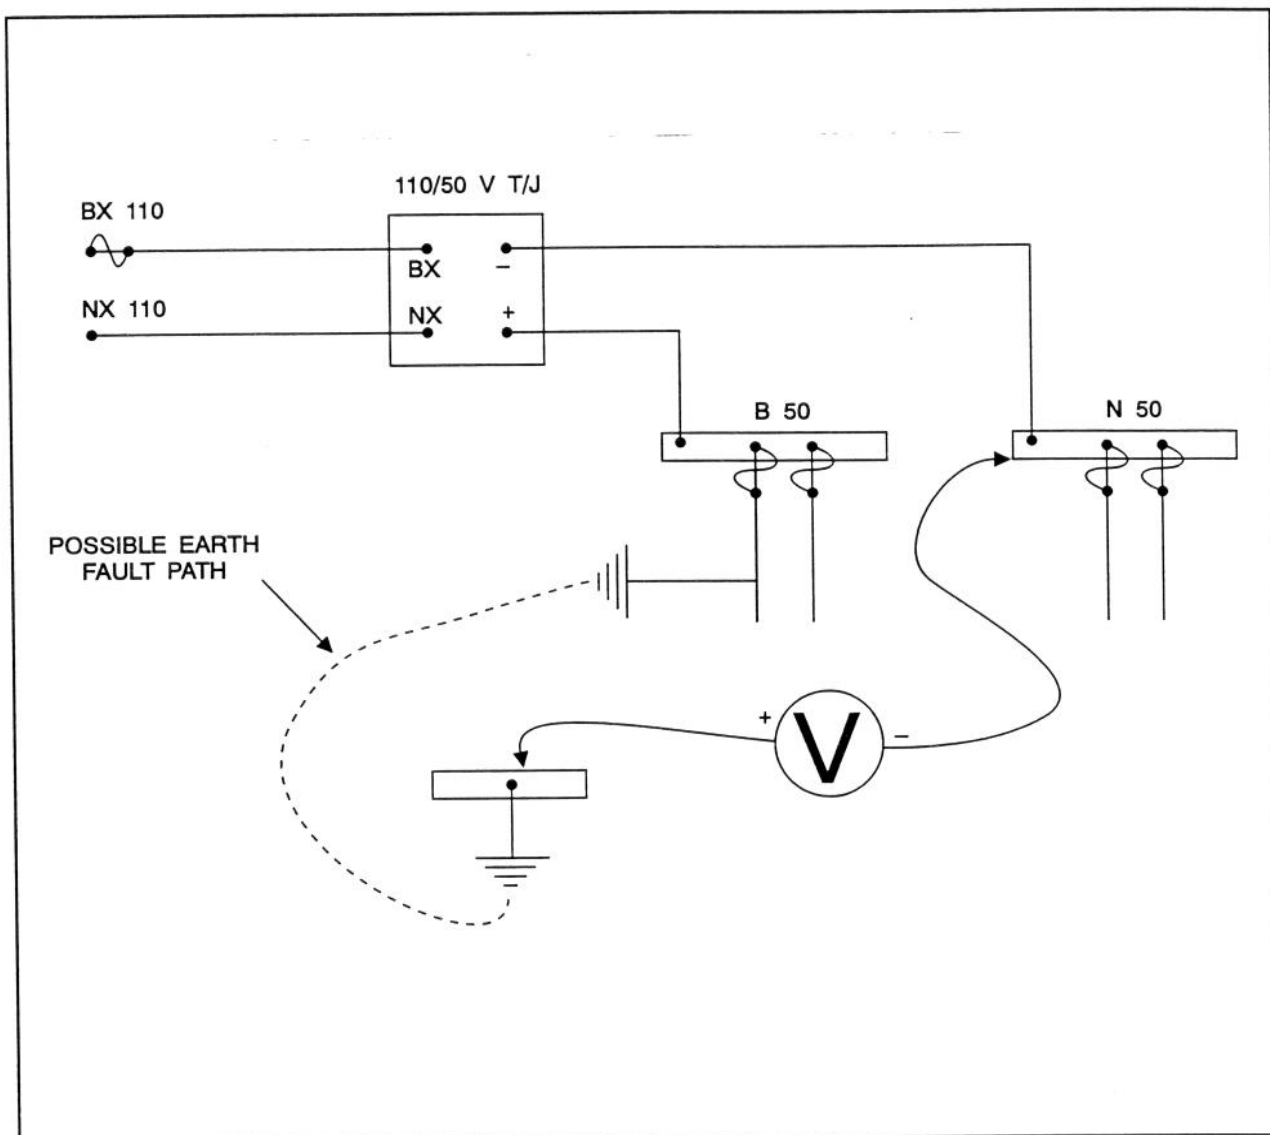 110/50 V T/J
BX 110
BX
–
NX 110
NX
+
B 50
N 50
POSSIBLE EARTH
FAULT PATH
+
V
–